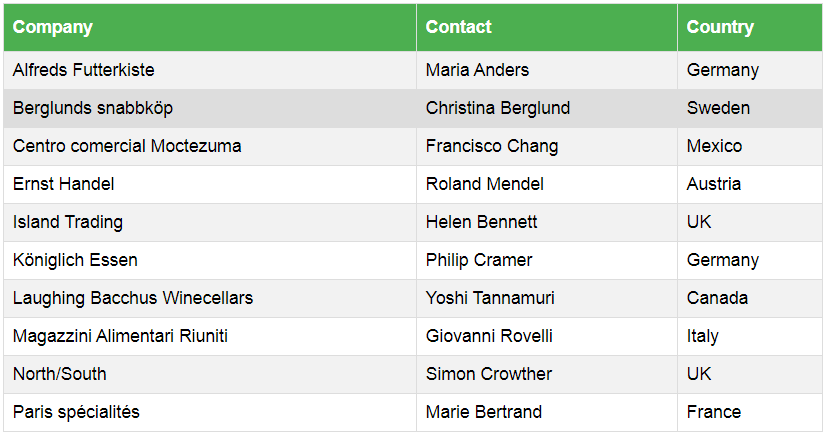 Company Contact Country
Alfreds Futterkiste Maria Anders Germany
Berglunds snabbköp Christina Berglund Sweden
Centro comercial Moctezuma Francisco Chang Mexico
Ernst Handel Roland Mendel Austria
Island Trading Helen Bennett UK
Königlich Essen Philip Cramer Germany
Laughing Bacchus Winecellars Yoshi Tannamuri Canada
Magazzini Alimentari Riuniti Giovanni Rovelli Italy
North/South Simon Crowther UK
Paris spécialités Marie Bertrand France